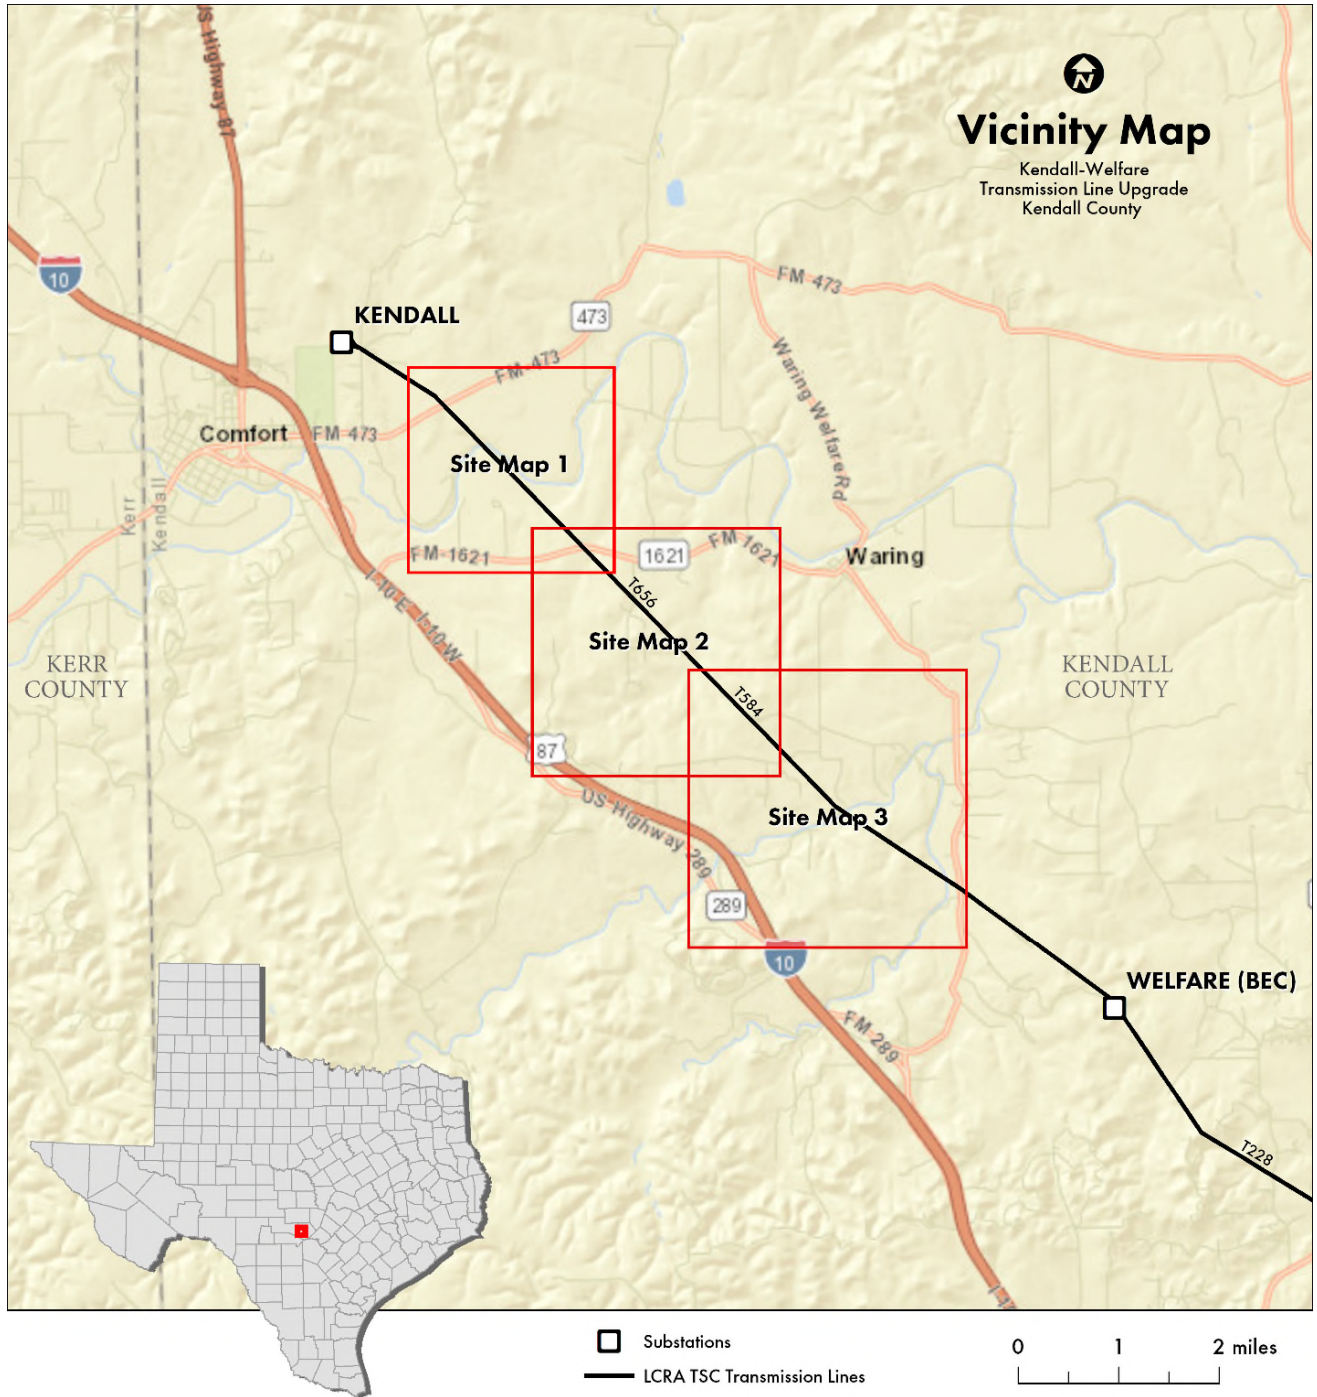 US Highway 87
N
Vicinity Map
Kendall-Welfare
Transmission Line Upgrade
Kendall County
10
FM 473
KENDALL
473
FM 473
Waring Welfare Rd
Comfort
FM 473
Site Map 1
Kerr
Kendall
FM 1621
1621
FM 1621
Waring
I-10 E
I-10 W
T656
Site Map 2
KERR
COUNTY
KENDALL
COUNTY
T584
87
US Highway 289
Site Map 3
289
10
WELFARE (BEC)
FM 289
T228
Substations
LCRA TSC Transmission Lines
0 1 2 miles